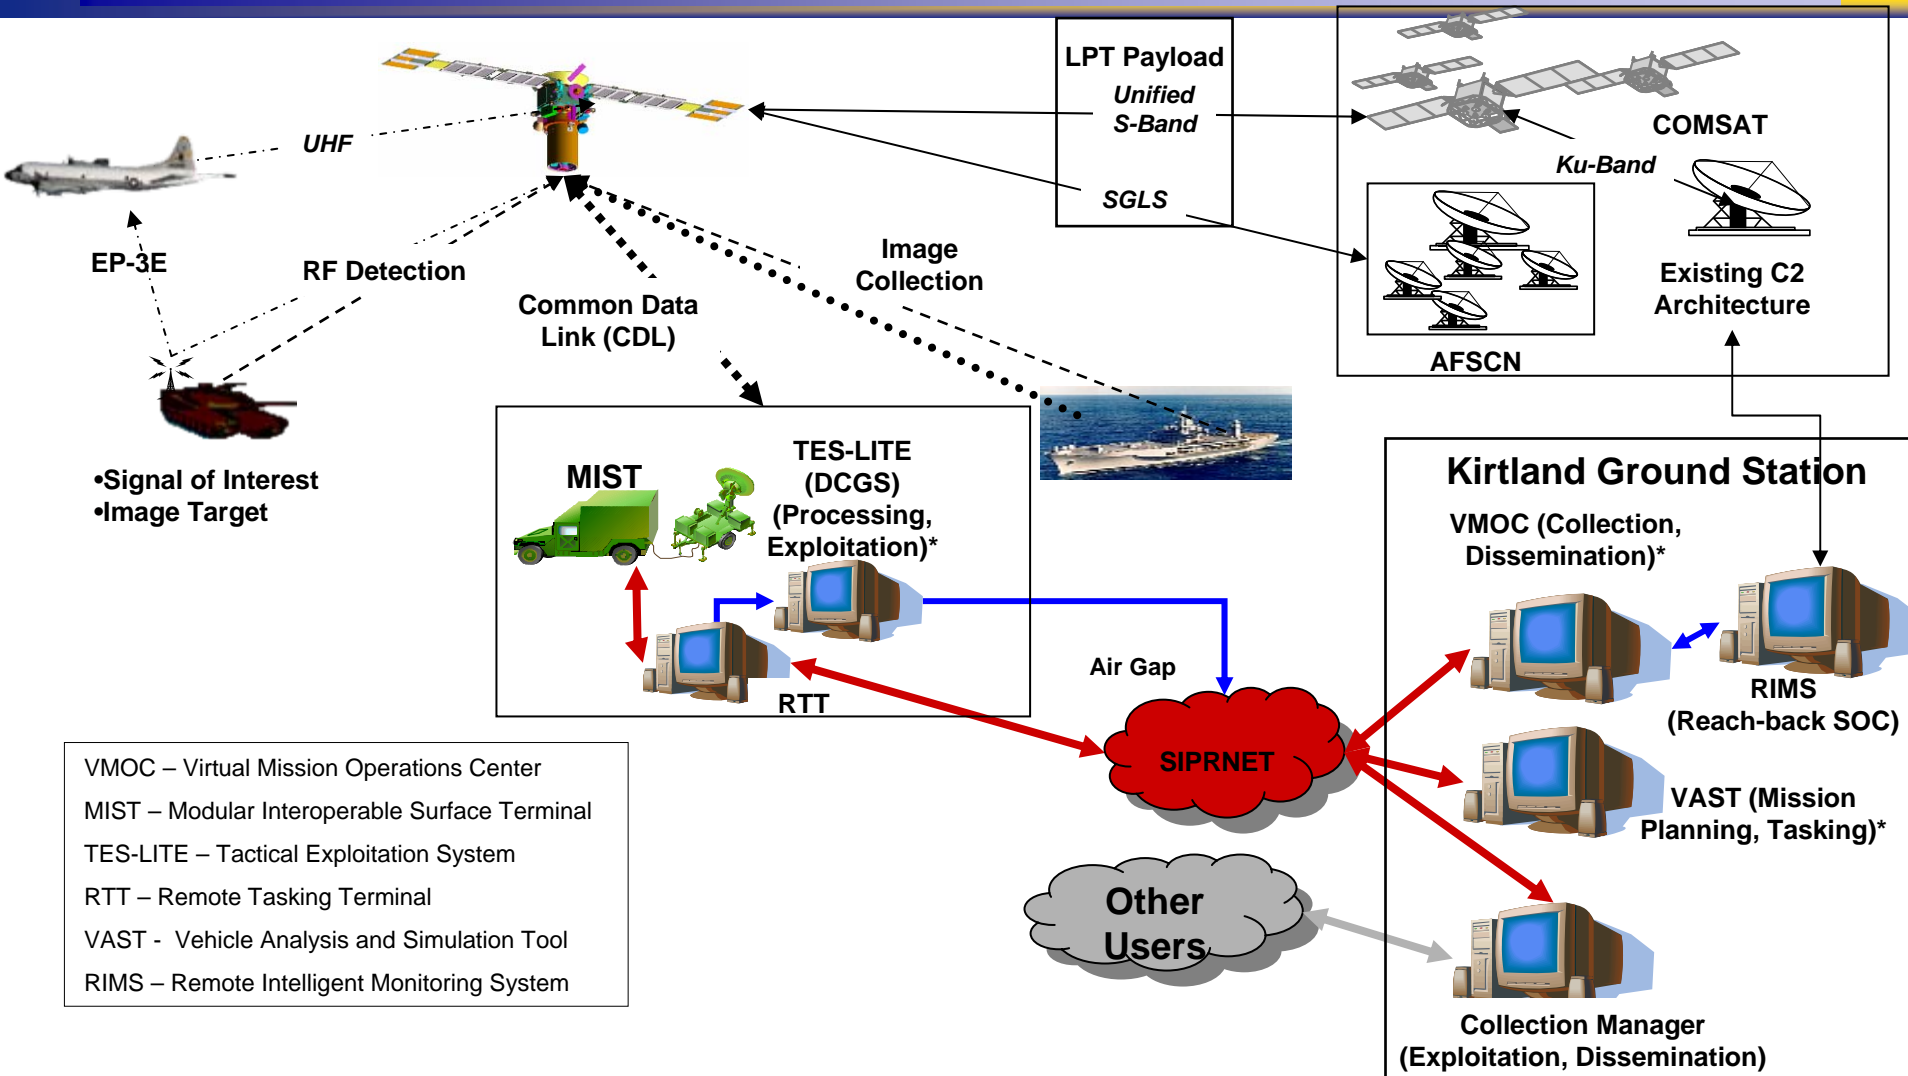 LPT Payload
Unified
S-Band
SGLS
COMSAT
Ku-Band
Existing C2
Architecture
AFSCN
UHF
EP-3E
RF Detection
Common Data
Link (CDL)
Image
Collection
•Signal of Interest
•Image Target
MIST
TES-LITE
(DCGS)
(Processing,
Exploitation)*
RTT
Air Gap
SIPRNET
Other
Users
Kirtland Ground Station
VMOC (Collection,
Dissemination)*
RIMS
(Reach-back SOC)
VAST (Mission
Planning, Tasking)*
Collection Manager
(Exploitation, Dissemination)
VMOC – Virtual Mission Operations Center
MIST – Modular Interoperable Surface Terminal
TES-LITE – Tactical Exploitation System
RTT – Remote Tasking Terminal
VAST - Vehicle Analysis and Simulation Tool
RIMS – Remote Intelligent Monitoring System